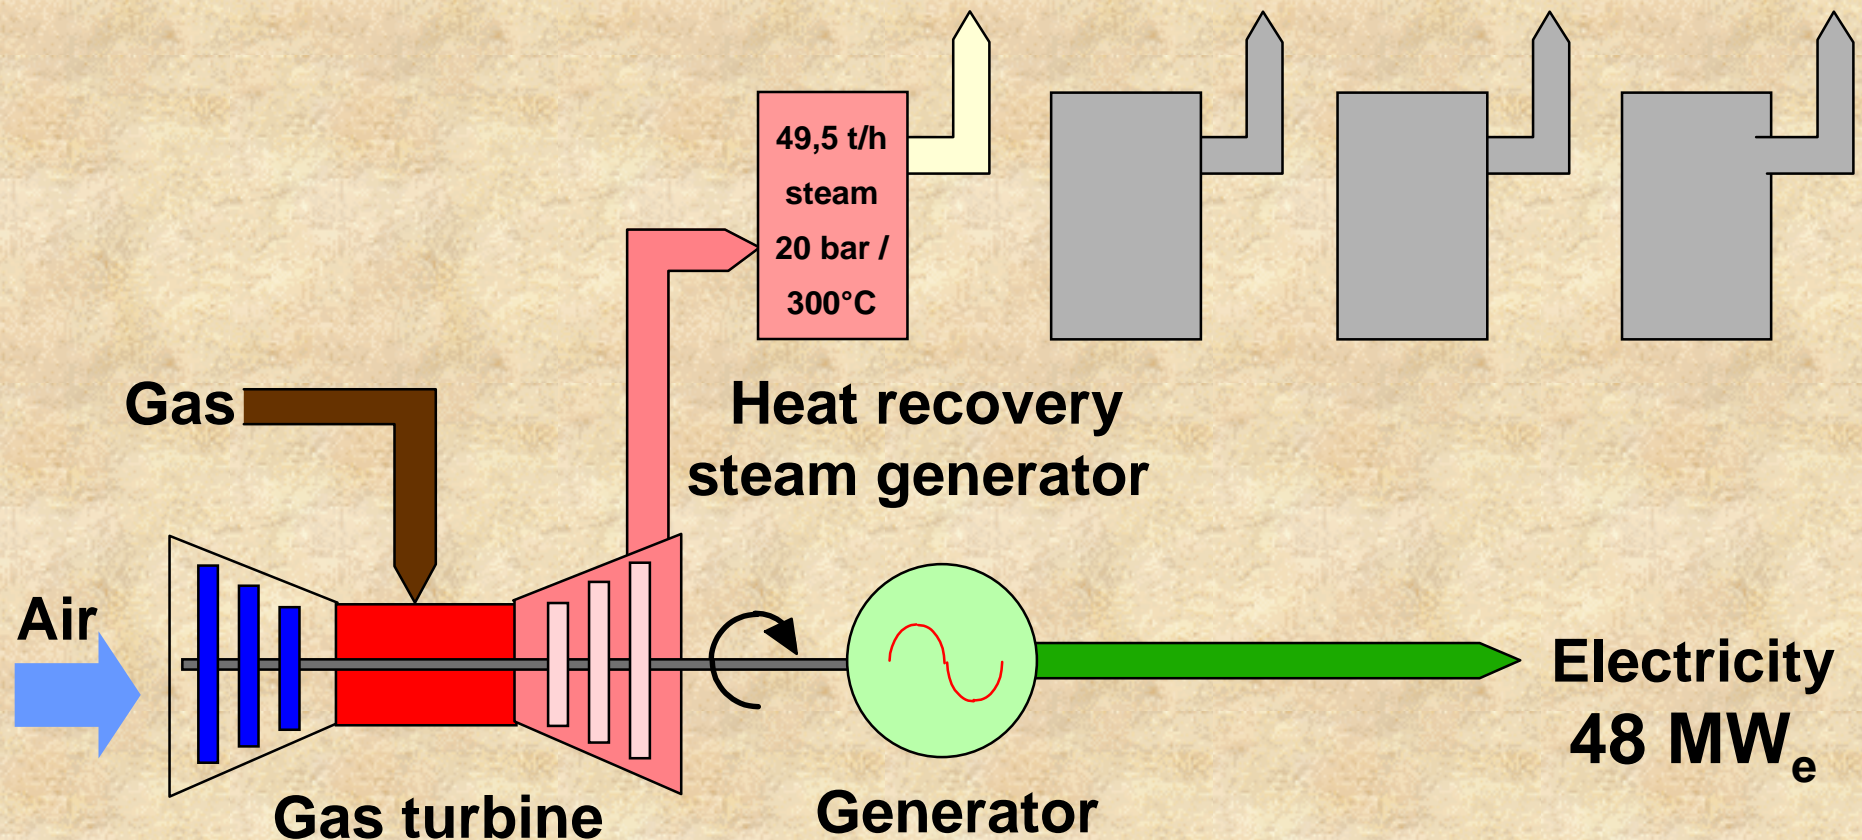 49,5 t/h
steam
20 bar /
300°C
Gas
Heat recovery
steam generator
Air
Electricity
48 MWe
Gas turbine
Generator